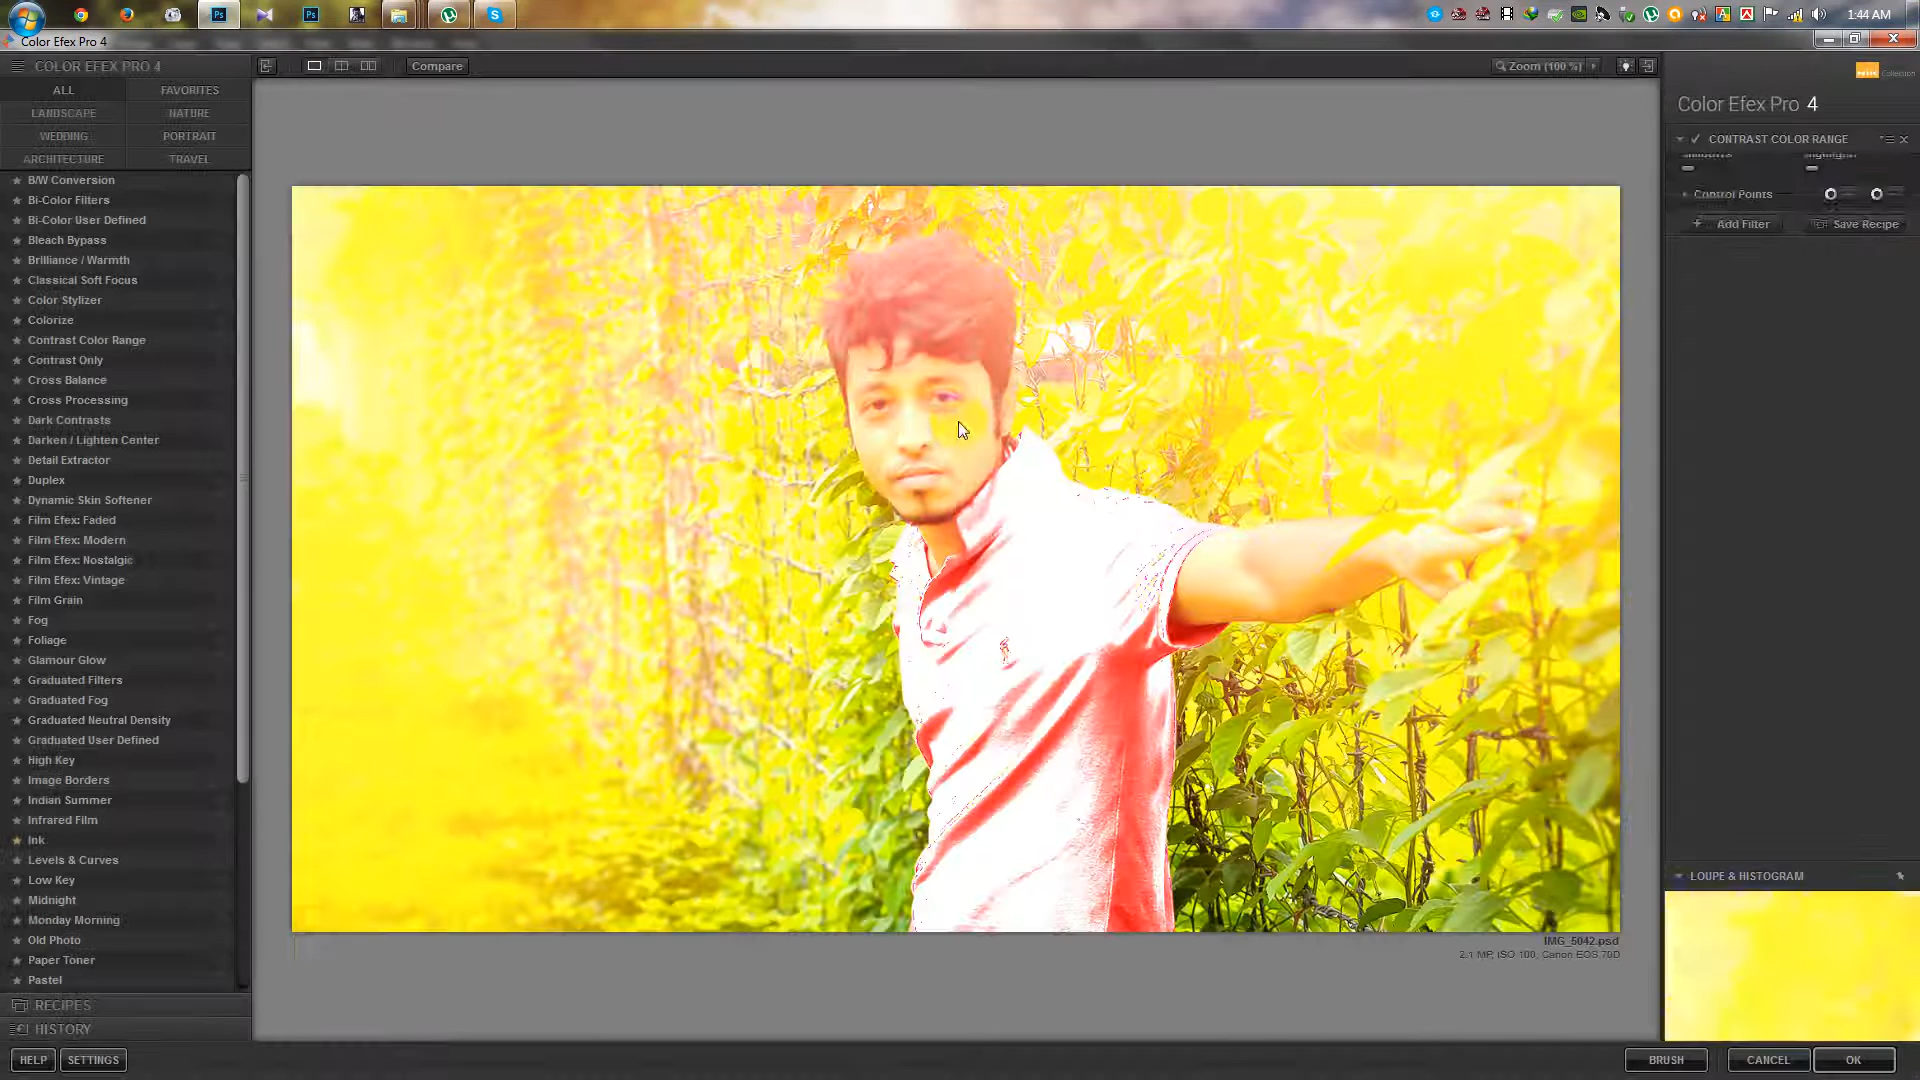 1:44 AM
Color Efex Pro 4
COLOR EFEX PRO 4
Compare
Zoom (100 %)
Collection
ALL
FAVORITES
LANDSCAPE
NATURE
WEDDING
PORTRAIT
ARCHITECTURE
TRAVEL
B/W Conversion
Bi-Color Filters
Bi-Color User Defined
Bleach Bypass
Brilliance / Warmth
Classical Soft Focus
Color Stylizer
Colorize
Contrast Color Range
Contrast Only
Cross Balance
Cross Processing
Dark Contrasts
Darken / Lighten Center
Detail Extractor
Duplex
Dynamic Skin Softener
Film Efex: Faded
Film Efex: Modern
Film Efex: Nostalgic
Film Efex: Vintage
Film Grain
Fog
Foliage
Glamour Glow
Graduated Filters
Graduated Fog
Graduated Neutral Density
Graduated User Defined
High Key
Image Borders
Indian Summer
Infrared Film
Ink
Levels & Curves
Low Key
Midnight
Monday Morning
Old Photo
Paper Toner
Pastel
RECIPES
HISTORY
HELP
SETTINGS
Color Efex Pro 4
CONTRAST COLOR RANGE
Control Points
Add Filter
Save Recipe
LOUPE & HISTOGRAM
IMG_5042.psd
2.1 MP, ISO 100, Canon EOS 70D
BRUSH
CANCEL
OK